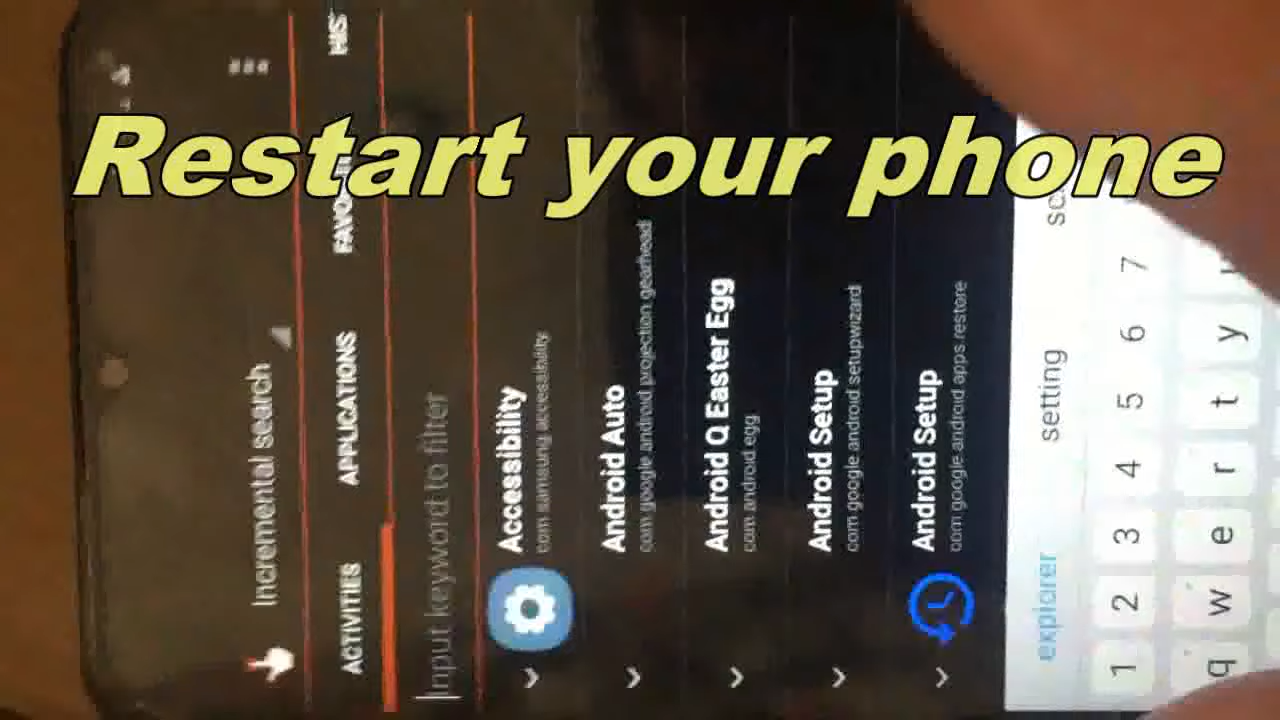 Restart your phone
Incremental search
ACTIVITIES APPLICATIONS
Input keyword to filter
Accessibility
com.samsung.accessibility
Android Auto
com.google.android.projection.gearhead
Android Q Easter Egg
com.android.egg
Android Setup
com.google.android.setupwizard
Android Setup
com.google.android.apps.restore
explorer setting
1 2 3 4 5 6 7
q w e r t y